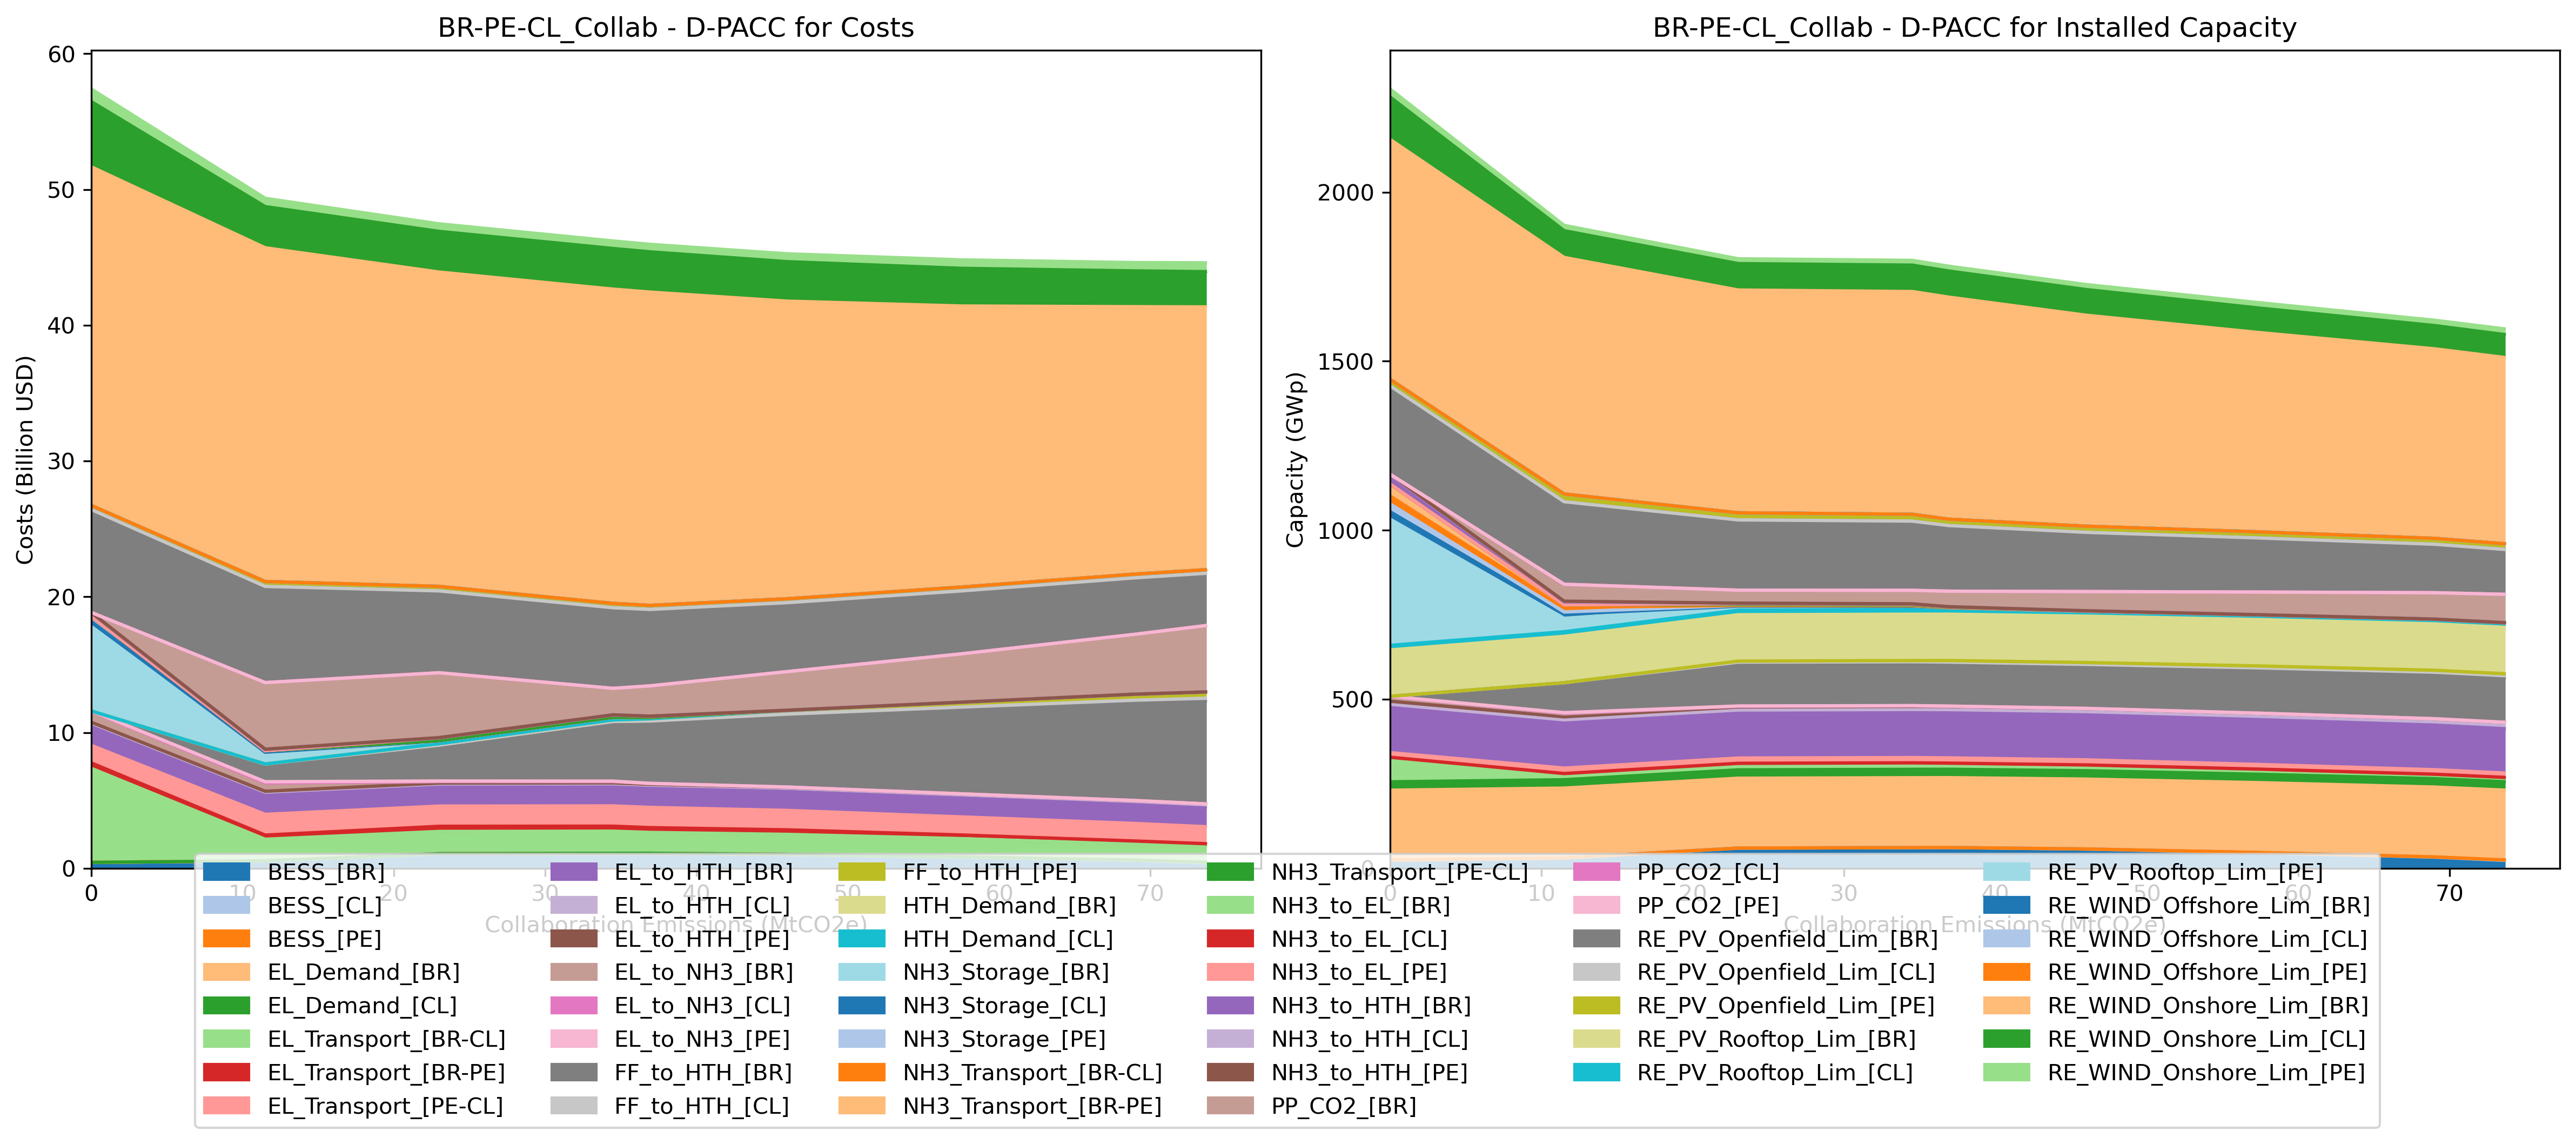 BR-PE-CL_Collab - D-PACC for Costs
BR-PE-CL_Collab - D-PACC for Installed Capacity
Costs (Billion USD)
60
50
40
30
20
10
0
0 10 20 30 40 50 60 70
Collaboration Emissions (MtCO2e)
Capacity (GWp)
2000
1500
1000
500
0
0 10 20 30 40 50 60 70
Collaboration Emissions (MtCO2e)
BESS_[BR]
BESS_[CL]
BESS_[PE]
EL_Demand_[BR]
EL_Demand_[CL]
EL_Transport_[BR-CL]
EL_Transport_[BR-PE]
EL_Transport_[PE-CL]
EL_to_HTH_[BR]
EL_to_HTH_[CL]
EL_to_HTH_[PE]
EL_to_NH3_[BR]
EL_to_NH3_[CL]
EL_to_NH3_[PE]
FF_to_HTH_[BR]
FF_to_HTH_[CL]
FF_to_HTH_[PE]
HTH_Demand_[BR]
HTH_Demand_[CL]
NH3_Storage_[BR]
NH3_Storage_[CL]
NH3_Storage_[PE]
NH3_Transport_[BR-CL]
NH3_Transport_[BR-PE]
NH3_Transport_[PE-CL]
NH3_to_EL_[BR]
NH3_to_EL_[CL]
NH3_to_EL_[PE]
NH3_to_HTH_[BR]
NH3_to_HTH_[CL]
NH3_to_HTH_[PE]
PP_CO2_[BR]
PP_CO2_[CL]
PP_CO2_[PE]
RE_PV_Openfield_Lim_[BR]
RE_PV_Openfield_Lim_[CL]
RE_PV_Openfield_Lim_[PE]
RE_PV_Rooftop_Lim_[BR]
RE_PV_Rooftop_Lim_[CL]
RE_PV_Rooftop_Lim_[PE]
RE_WIND_Offshore_Lim_[BR]
RE_WIND_Offshore_Lim_[CL]
RE_WIND_Offshore_Lim_[PE]
RE_WIND_Onshore_Lim_[BR]
RE_WIND_Onshore_Lim_[CL]
RE_WIND_Onshore_Lim_[PE]